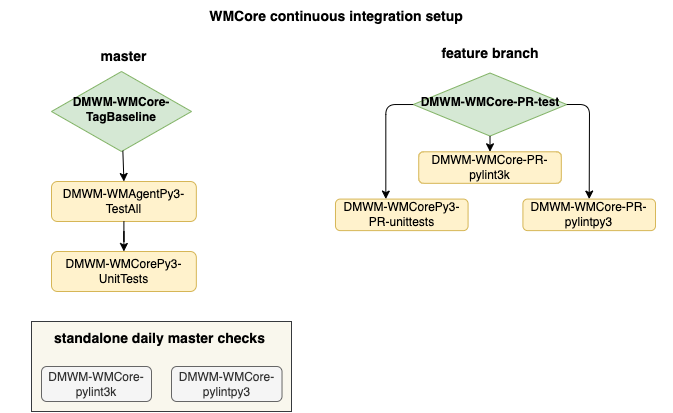 WMCore continuous integration setup
master
DMWM-WMCore-
TagBaseline
DMWM-WMAgentPy3-
TestAll
DMWM-WMCorePy3-
UnitTests
feature branch
DMWM-WMCore-PR-test
DMWM-WMCore-PR-
pylint3k
DMWM-WMCorePy3-
PR-unittests
DMWM-WMCore-PR-
pylintpy3
standalone daily master checks
DMWM-WMCore-
pylint3k
DMWM-WMCore-
pylintpy3